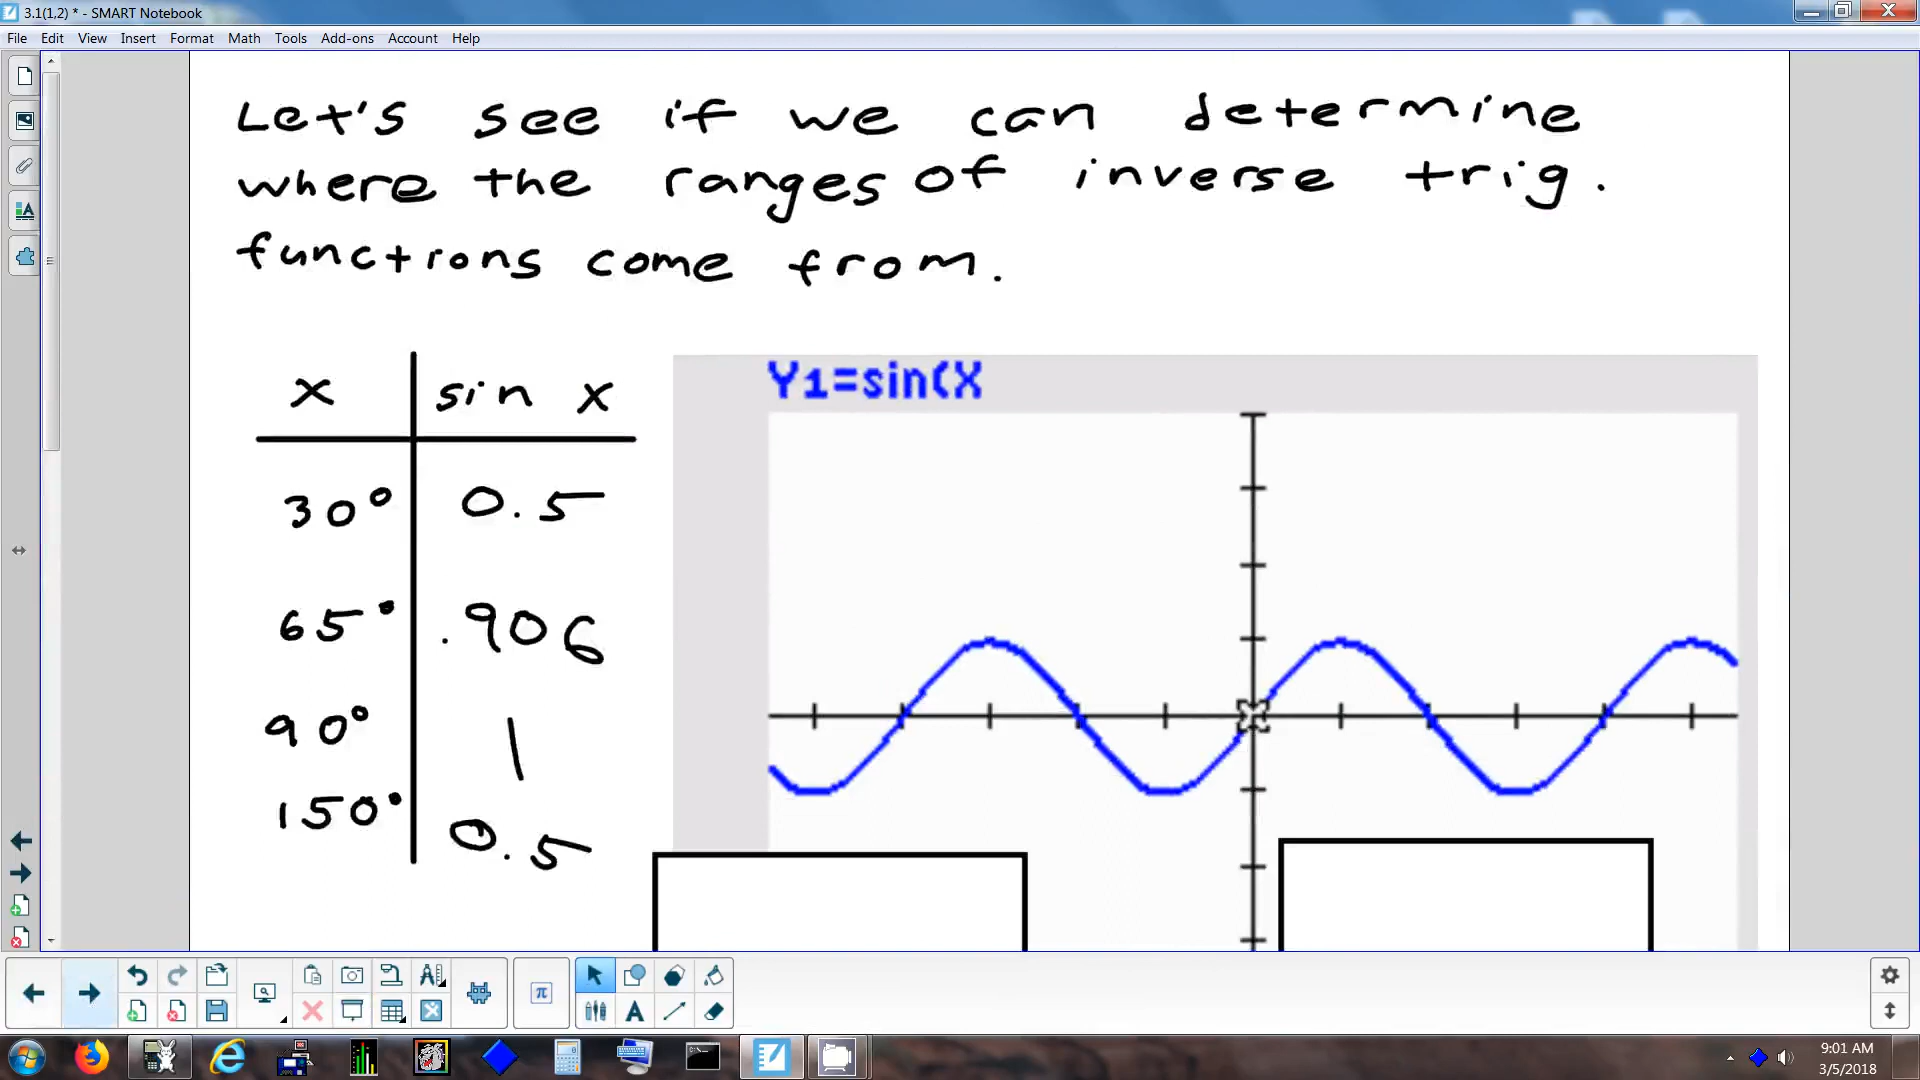 3.1(1,2) * - SMART Notebook
File Edit View Insert Format Math Tools Add-ons Account Help
Let's see if we can determine
where the ranges of inverse trig.
functions come from.
x sin x
30° 0.5
65° .906
90° 1
150° 0.5
Y1=sin(X
π
A
9:01 AM
3/5/2018